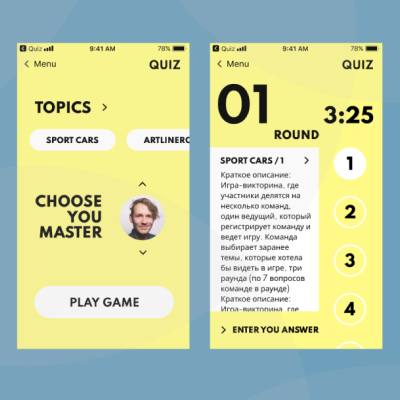 Quiz 9:41 AM 78%
Menu QUIZ
TOPICS
SPORT CARS ARTLINERO
CHOOSE
YOU
MASTER
PLAY GAME
Quiz 9:41 AM 78%
Menu QUIZ
01
ROUND
3:25
SPORT CARS / 1
Краткое описание:
Игра-викторина, где
участники делятся на
несколько команд,
один ведущий, который
регистрирует команду и
ведет игру. Команда
выбирает заранее
темы, которые хотела
бы видеть в игре, три
раунда (по 7 вопросов
команде в раунде)
Краткое описание:
Игра-викторина, где
1
2
3
4
ENTER YOU ANSWER